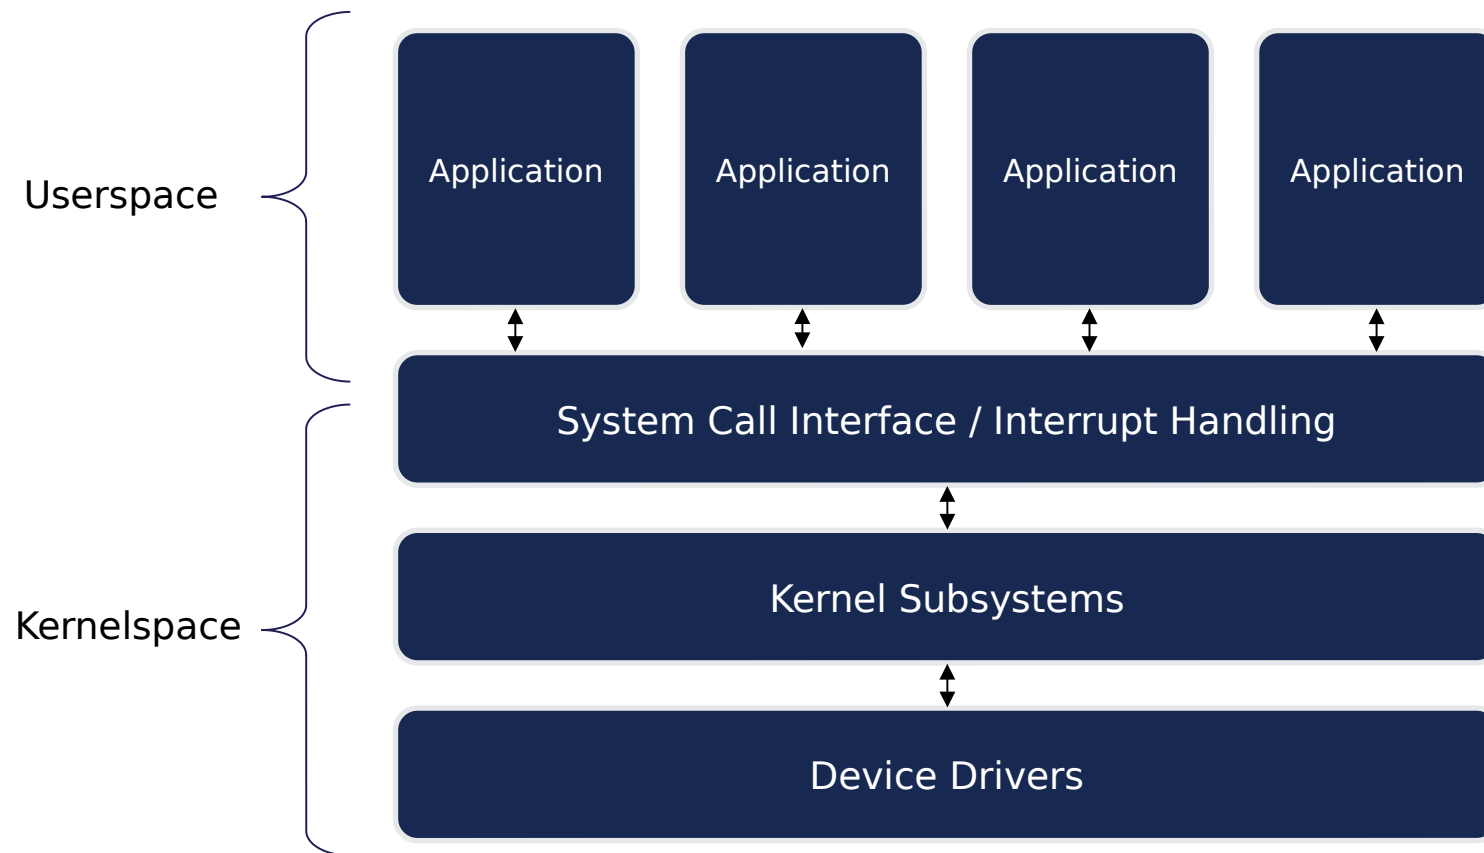 Userspace
Application
Application
Application
Application
System Call Interface / Interrupt Handling
Kernelspace
Kernel Subsystems
Device Drivers